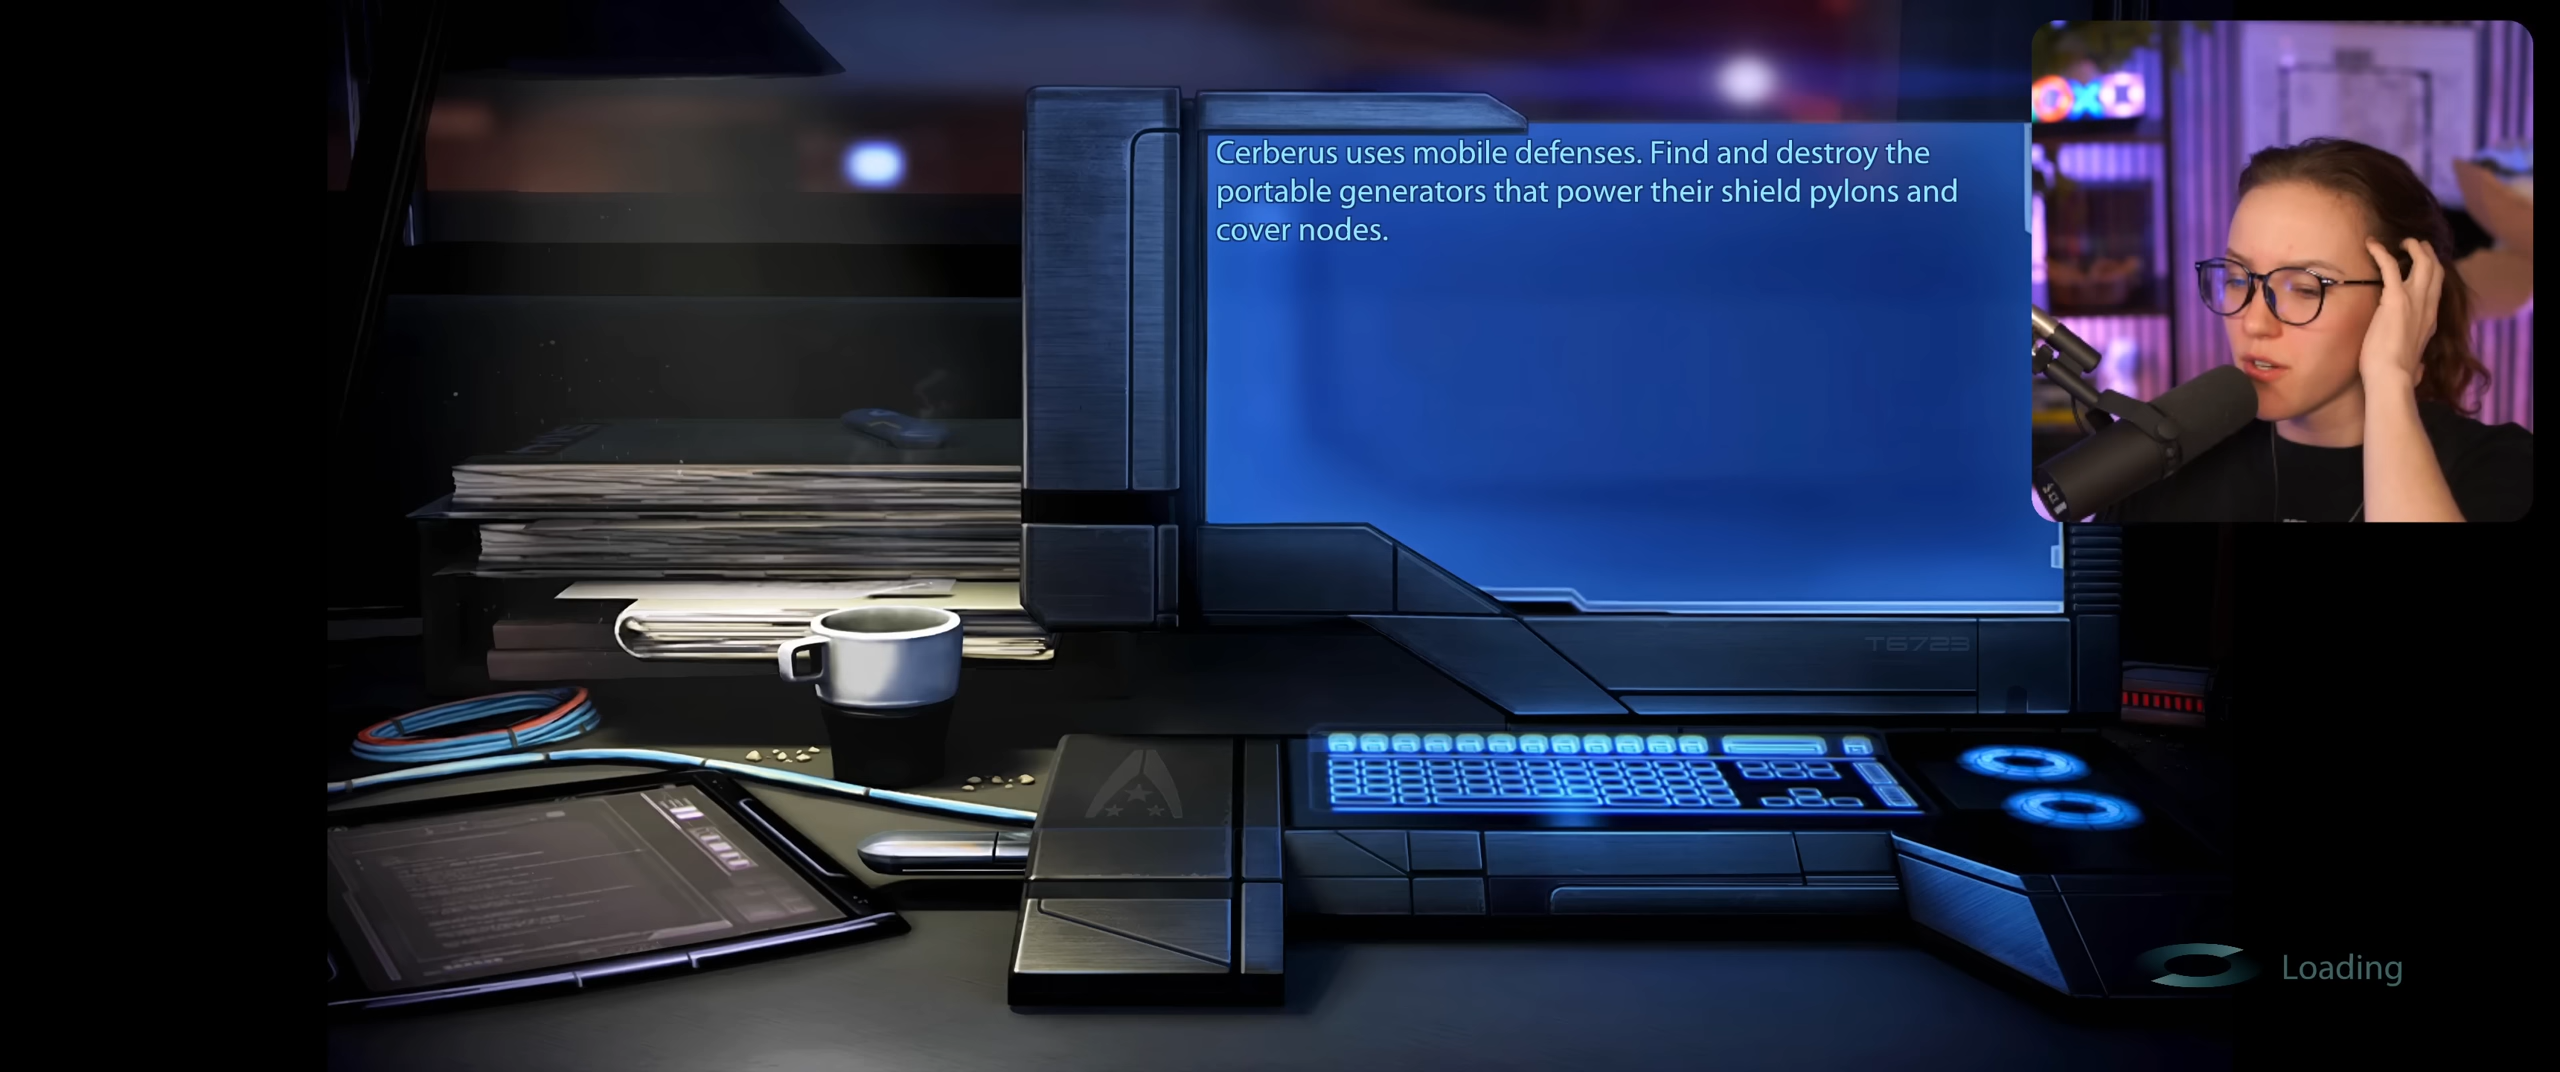 Cerberus uses mobile defenses. Find and destroy the
portable generators that power their shield pylons and
cover nodes.
T6723
Loading